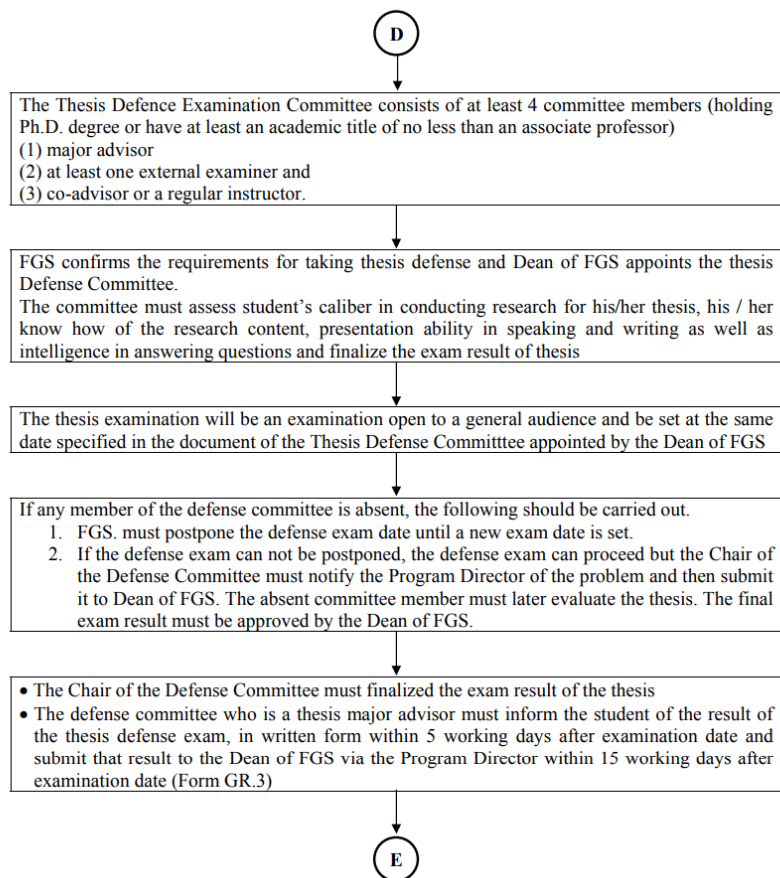 D
The Thesis Defence Examination Committee consists of at least 4 committee members (holding
Ph.D. degree or have at least an academic title of no less than an associate professor)
(1) major advisor
(2) at least one external examiner and
(3) co-advisor or a regular instructor.
FGS confirms the requirements for taking thesis defense and Dean of FGS appoints the thesis
Defense Committee.
The committee must assess student's caliber in conducting research for his/her thesis, his / her
know how of the research content, presentation ability in speaking and writing as well as
intelligence in answering questions and finalize the exam result of thesis
The thesis examination will be an examination open to a general audience and be set at the same
date specified in the document of the Thesis Defense Committtee appointed by the Dean of FGS
If any member of the defense committee is absent, the following should be carried out.
1. FGS. must postpone the defense exam date until a new exam date is set.
2. If the defense exam can not be postponed, the defense exam can proceed but the Chair of
the Defense Committee must notify the Program Director of the problem and then submit
it to Dean of FGS. The absent committee member must later evaluate the thesis. The final
exam result must be approved by the Dean of FGS.
• The Chair of the Defense Committee must finalized the exam result of the thesis
• The defense committee who is a thesis major advisor must inform the student of the result of
the thesis defense exam, in written form within 5 working days after examination date and
submit that result to the Dean of FGS via the Program Director within 15 working days after
examination date (Form GR.3)
E